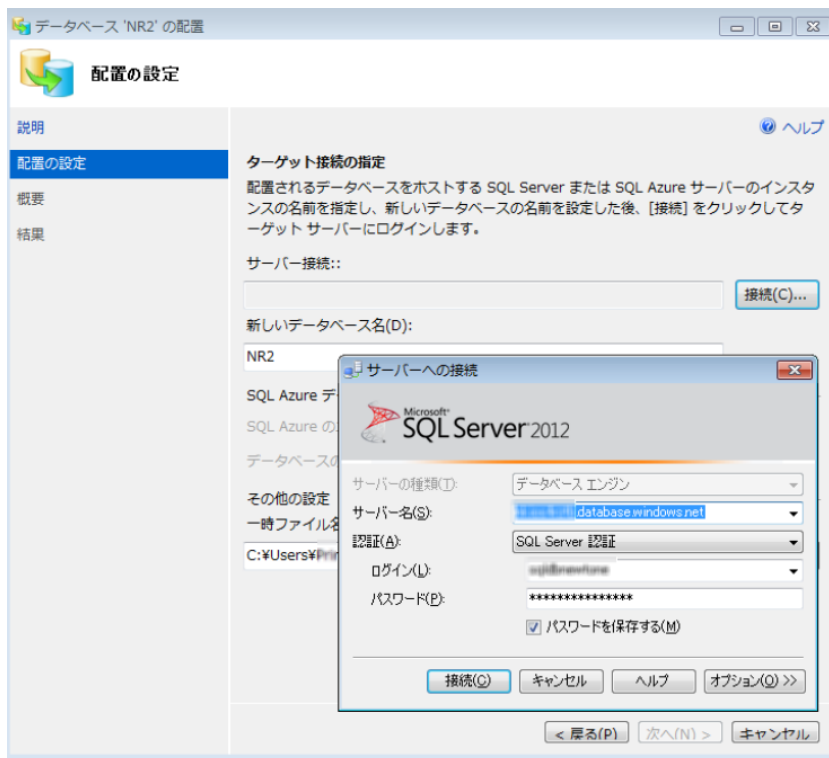 データベース 'NR2' の配置
配置の設定
説明
配置の設定
概要
結果
ヘルプ
ターゲット接続の指定
配置されるデータベースをホストする SQL Server または SQL Azure サーバーのインスタ
ンスの名前を指定し、新しいデータベースの名前を設定した後、[接続] をクリックしてタ
ーゲット サーバーにログインします。
サーバー接続::
接続(C)...
新しいデータベース名(D):
NR2
SQL Azure デ
SQL Azure の
データベースの
その他の設定
一時ファイル名
C:¥Users¥
サーバーへの接続
Microsoft
SQL Server 2012
サーバーの種類(T):
データベース エンジン
サーバー名(S):
.database.windows.net
認証(A):
SQL Server 認証
ログイン(L):
パスワード(P):
***************
パスワードを保存する(M)
接続(C)
キャンセル
ヘルプ
オプション(O) >>
< 戻る(P)
次へ(N) >
キャンセル